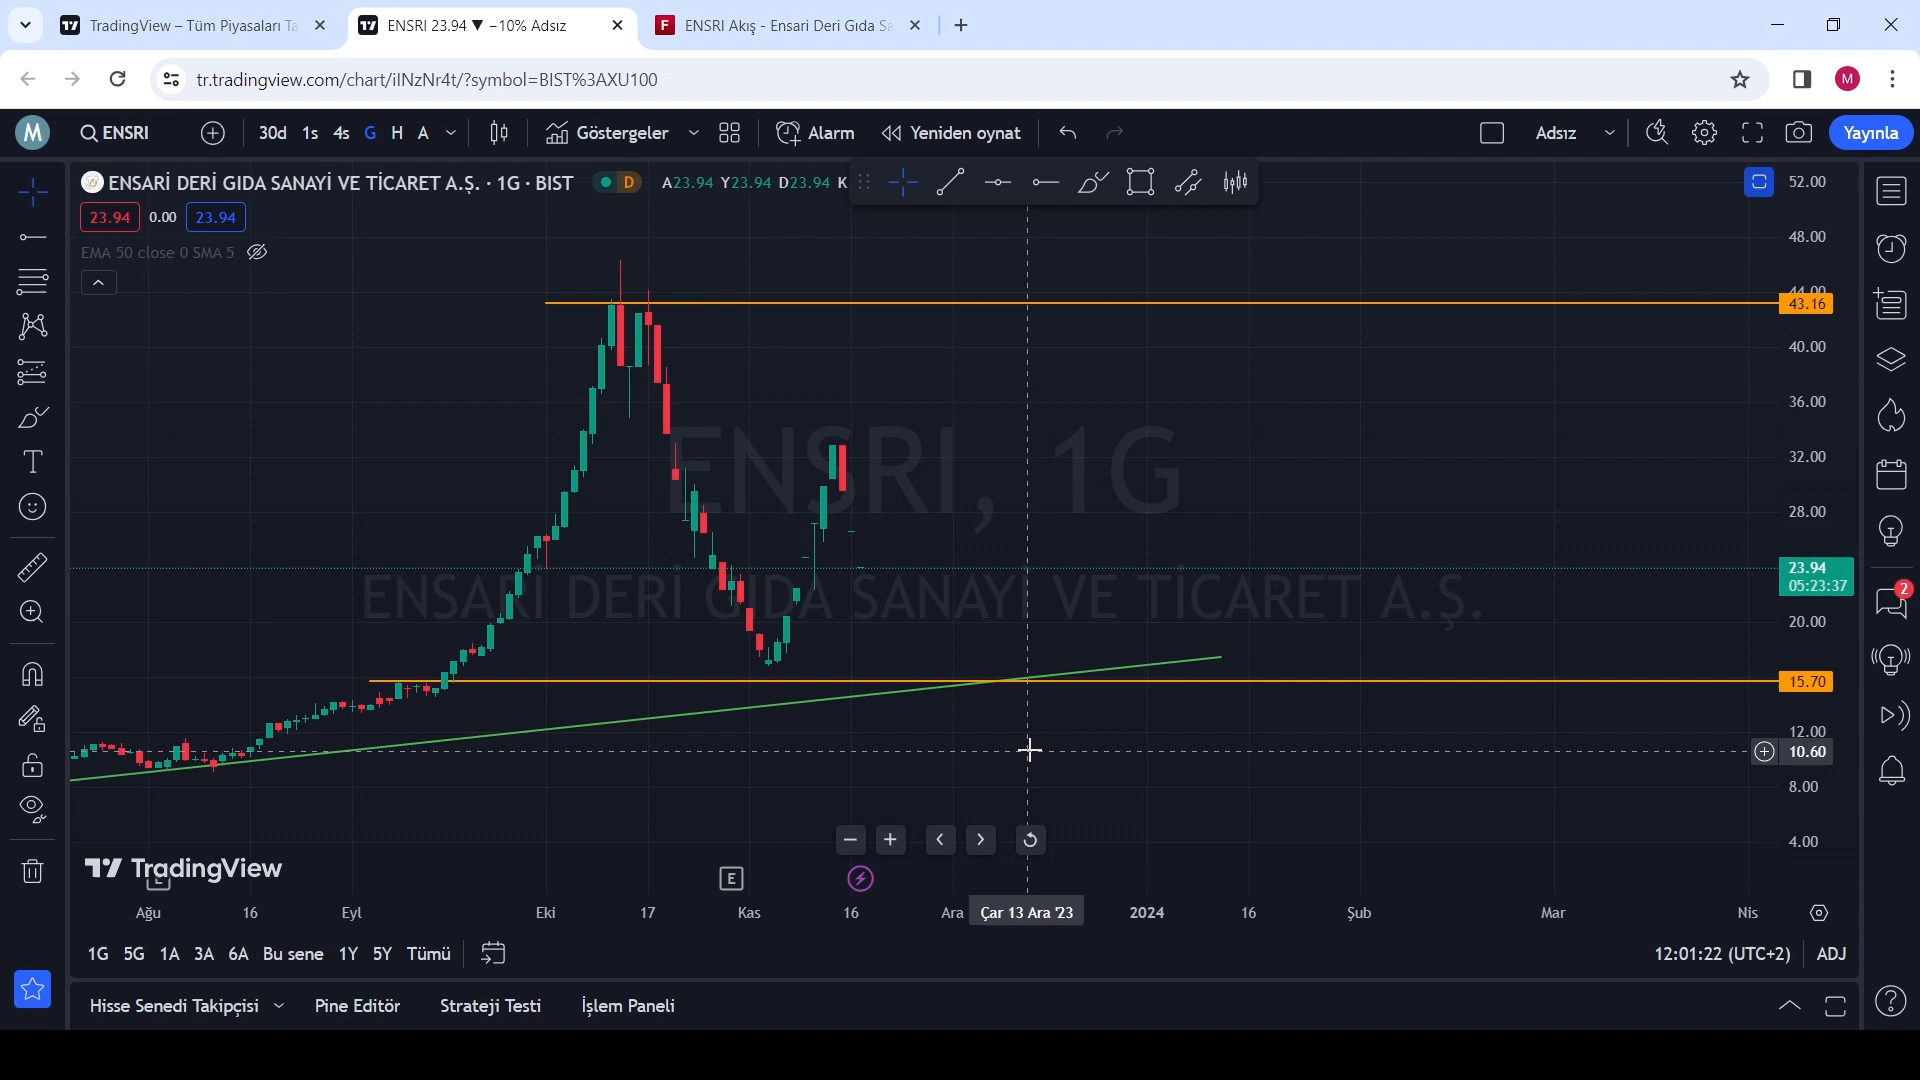 TradingView – Tüm Piyasaları Ta
ENSRI 23.94 ▼ −10% Adsız
ENSRI Akış - Ensari Deri Gıda Sa
tr.tradingview.com/chart/iINzNr4t/?symbol=BIST%3AXU100
M
M
ENSRI
30d 1s 4s G H A
Göstergeler
Alarm
Yeniden oynat
Adsız
Yayınla
ENSARİ DERİ GIDA SANAYİ VE TİCARET A.Ş. · 1G · BIST
D
A23.94 Y23.94 D23.94 K
23.94 0.00 23.94
EMA 50 close 0 SMA 5
ENSRI, 1G
ENSARİ DERİ GIDA SANAYİ VE TİCARET A.Ş.
52.00
48.00
44.00
43.16
40.00
36.00
32.00
28.00
23.94
05:23:37
20.00
15.70
12.00
10.60
8.00
4.00
2
TradingView
E
E
Ağu 16 Eyl Eki 17 Kas 16 Ara Çar 13 Ara '23 2024 16 Şub Mar Nis
1G 5G 1A 3A 6A Bu sene 1Y 5Y Tümü
12:01:22 (UTC+2) ADJ
Hisse Senedi Takipçisi
Pine Editör
Strateji Testi
İşlem Paneli